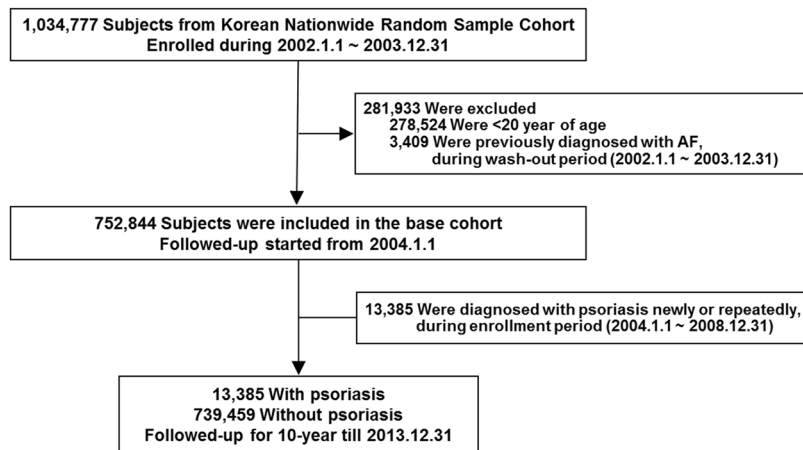 1,034,777 Subjects from Korean Nationwide Random Sample Cohort
Enrolled during 2002.1.1 ~ 2003.12.31
281,933 Were excluded
278,524 Were <20 year of age
3,409 Were previously diagnosed with AF,
during wash-out period (2002.1.1 ~ 2003.12.31)
752,844 Subjects were included in the base cohort
Followed-up started from 2004.1.1
13,385 Were diagnosed with psoriasis newly or repeatedly,
during enrollment period (2004.1.1 ~ 2008.12.31)
13,385 With psoriasis
739,459 Without psoriasis
Followed-up for 10-year till 2013.12.31